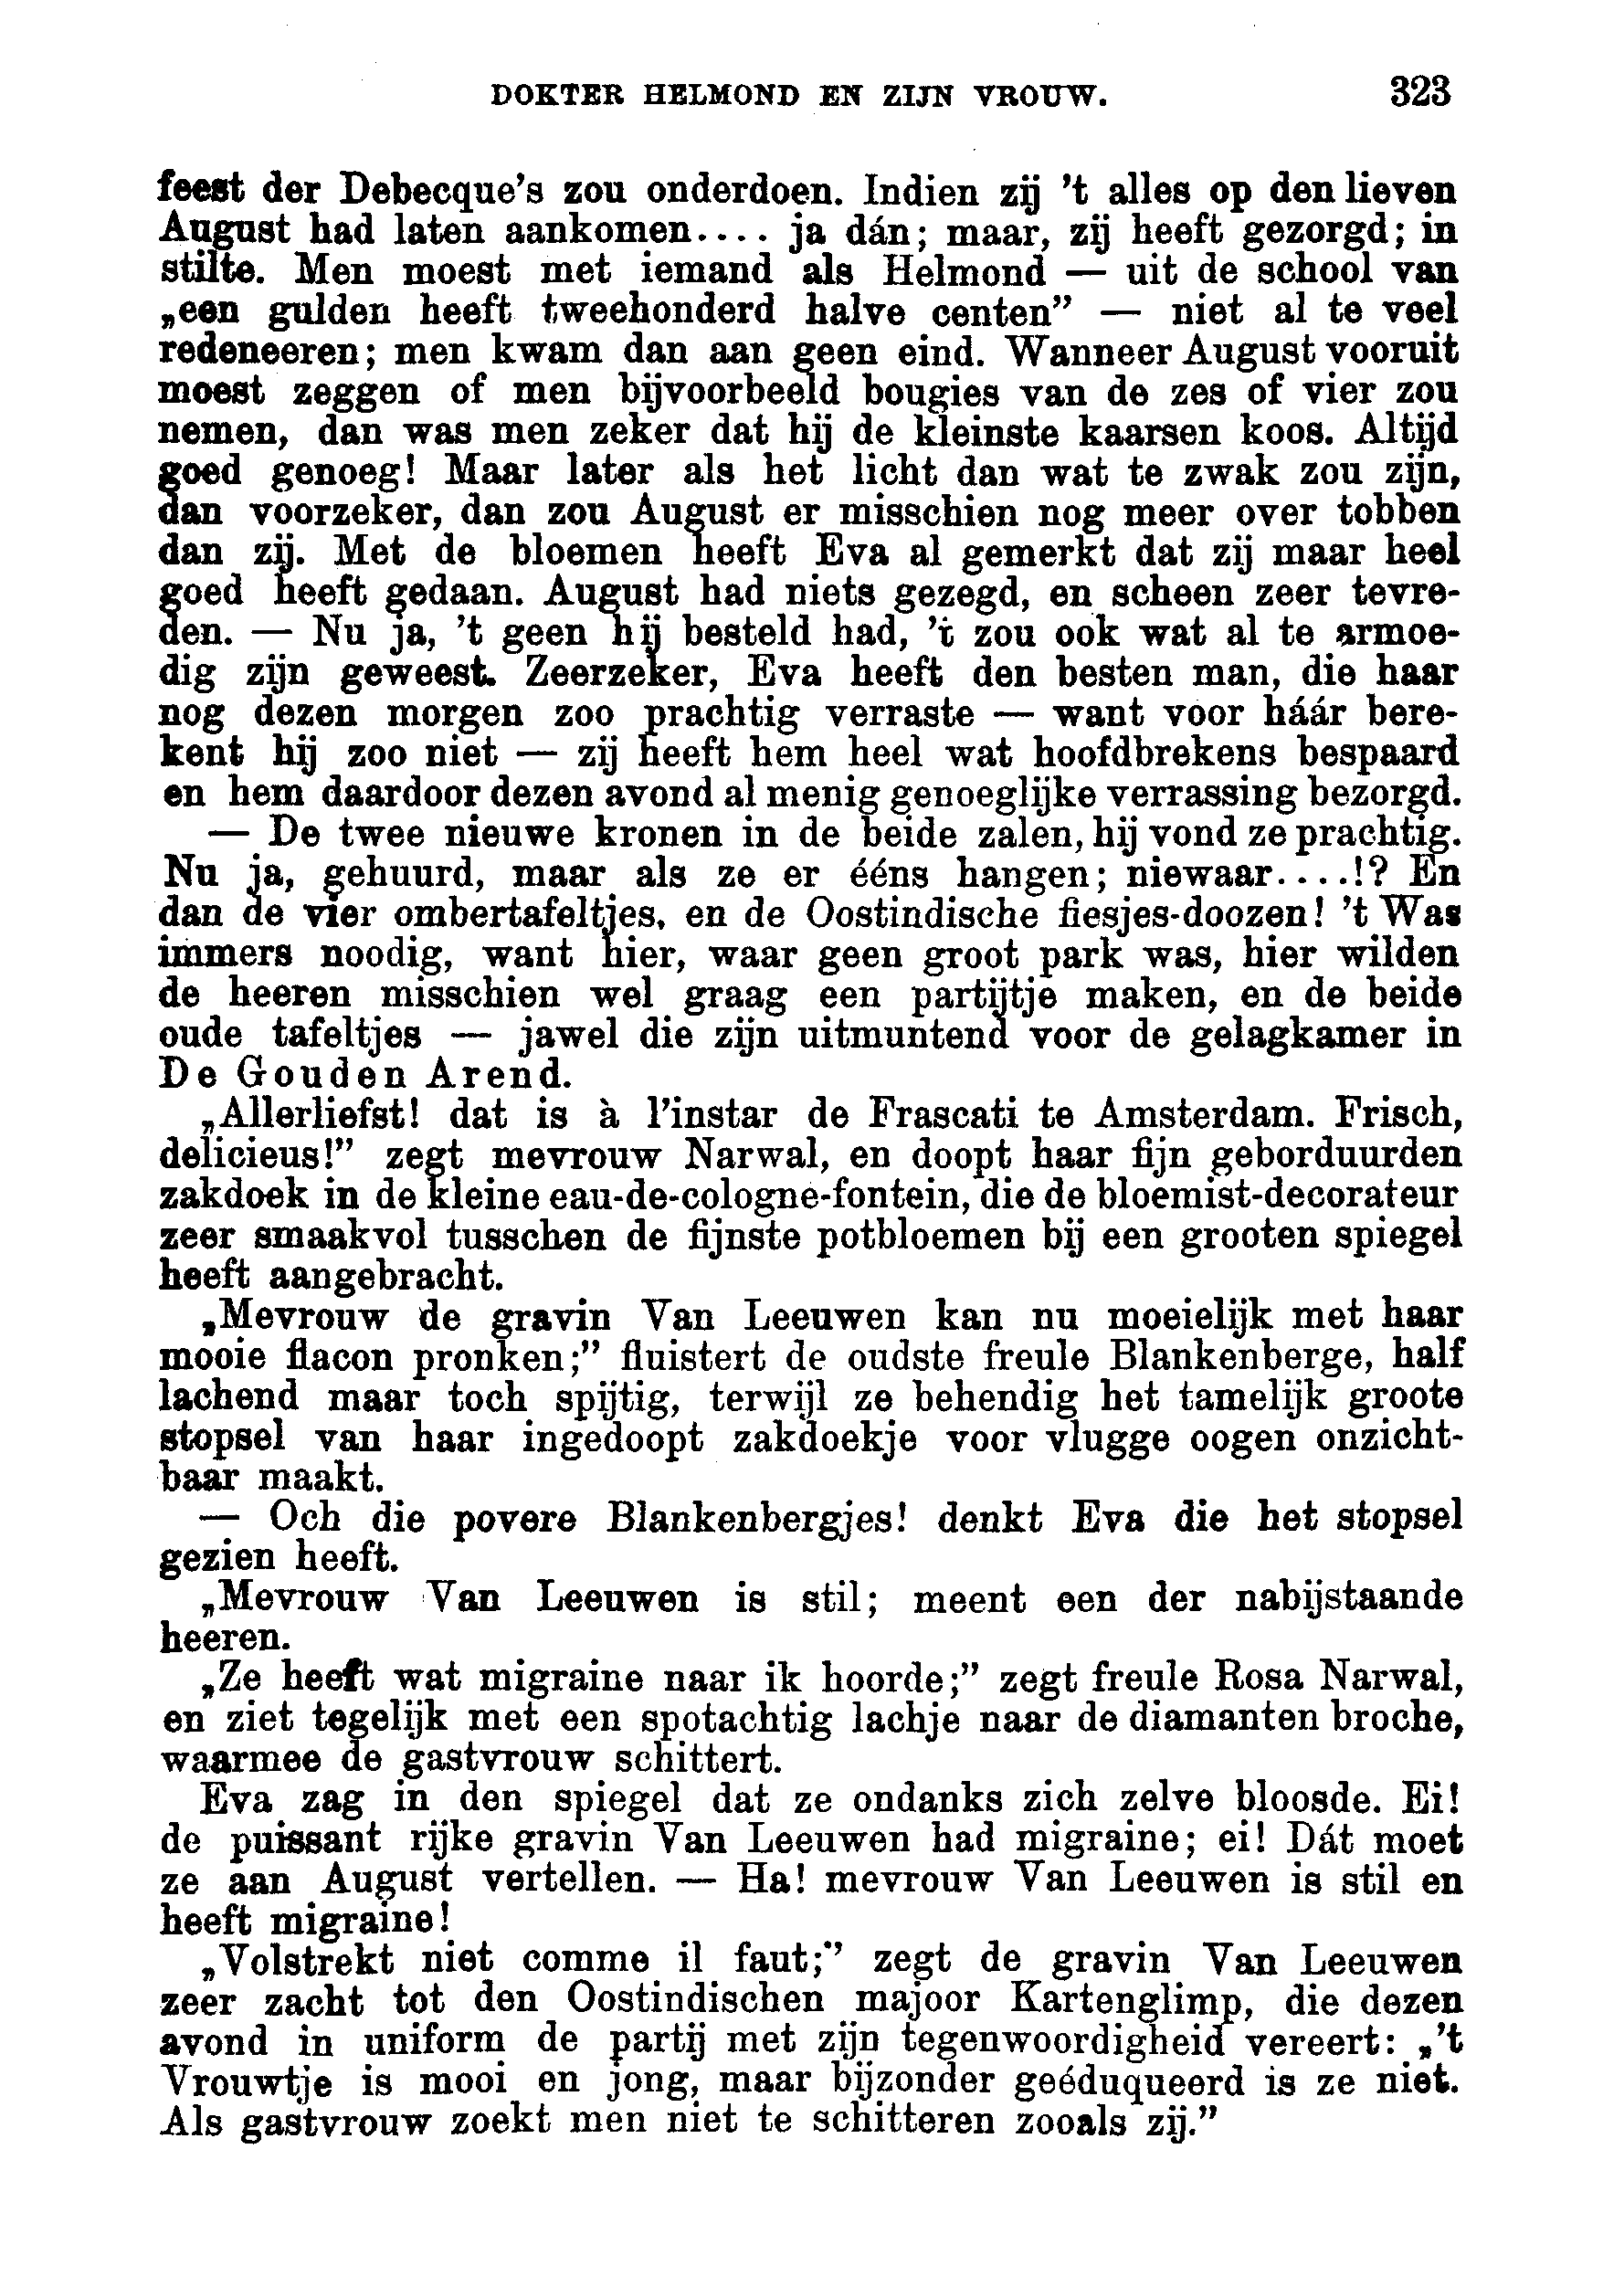 DOKTER HELMOND EN ZIJN VROUW. 323
feest der Debecque's zou onderdoen. Indien zij 't alles op den lieven
August had laten aankomen.... ja dán; maar, zij heeft gezorgd; in
stilte. Men moest met iemand als Helmond — uit de school van
„een gulden heeft tweehonderd halve centen” — niet al te veel
redeneeren; men kwam dan aan geen eind. Wanneer August vooruit
moest zeggen of men bijvoorbeeld bougies van de zes of vier zou
nemen, dan was men zeker dat hij de kleinste kaarsen koos. Altijd
goed genoeg! Maar later als het licht dan wat te zwak zou zijn,
dan voorzeker, dan zou August er misschien nog meer over tobben
dan zij. Met de bloemen heeft Eva al gemerkt dat zij maar heel
goed heeft gedaan. August had niets gezegd, en scheen zeer tevre-
den. — Nu ja, 't geen hij besteld had, 't zou ook wat al te armoe-
dig zijn geweest. Zeerzeker, Eva heeft den besten man, die haar
nog dezen morgen zoo prachtig verraste — want voor háár bere-
kent hij zoo niet — zij heeft hem heel wat hoofdbrekens bespaard
en hem daardoor dezen avond al menig genoeglijke verrassing bezorgd.
— De twee nieuwe kronen in de beide zalen, hij vond ze prachtig.
Nu ja, gehuurd, maar als ze er ééns hangen; niewaar....!? En
dan de vier ombertafeltjes, en de Oostindische fiesjes-doozen! 't Was
immers noodig, want hier, waar geen groot park was, hier wilden
de heeren misschien wel graag een partijtje maken, en de beide
oude tafeltjes — jawel die zijn uitmuntend voor de gelagkamer in
De Gouden Arend.
„Allerliefst! dat is à l'instar de Frascati te Amsterdam. Frisch,
delicieus!” zegt mevrouw Narwal, en doopt haar fijn geborduurden
zakdoek in de kleine eau-de-cologne-fontein, die de bloemist-decorateur
zeer smaakvol tusschen de fijnste potbloemen bij een grooten spiegel
heeft aangebracht.
„Mevrouw de gravin Van Leeuwen kan nu moeielijk met haar
mooie flacon pronken;” fluistert de oudste freule Blankenberge, half
lachend maar toch spijtig, terwijl ze behendig het tamelijk groote
stopsel van haar ingedoopt zakdoekje voor vlugge oogen onzicht-
baar maakt.
— Och die povere Blankenbergjes! denkt Eva die het stopsel
gezien heeft.
„Mevrouw Van Leeuwen is stil; meent een der nabijstaande
heeren.
„Ze heeft wat migraine naar ik hoorde;” zegt freule Rosa Narwal,
en ziet tegelijk met een spotachtig lachje naar de diamanten broche,
waarmee de gastvrouw schittert.
Eva zag in den spiegel dat ze ondanks zich zelve bloosde. Ei!
de puissant rijke gravin Van Leeuwen had migraine; ei! Dát moet
ze aan August vertellen. — Ha! mevrouw Van Leeuwen is stil en
heeft migraine!
„Volstrekt niet comme il faut;” zegt de gravin Van Leeuwen
zeer zacht tot den Oostindischen majoor Kartenglimp, die dezen
avond in uniform de partij met zijn tegenwoordigheid vereert: „'t
Vrouwtje is mooi en jong, maar bijzonder geéduqueerd is ze niet.
Als gastvrouw zoekt men niet te schitteren zooals zij.”